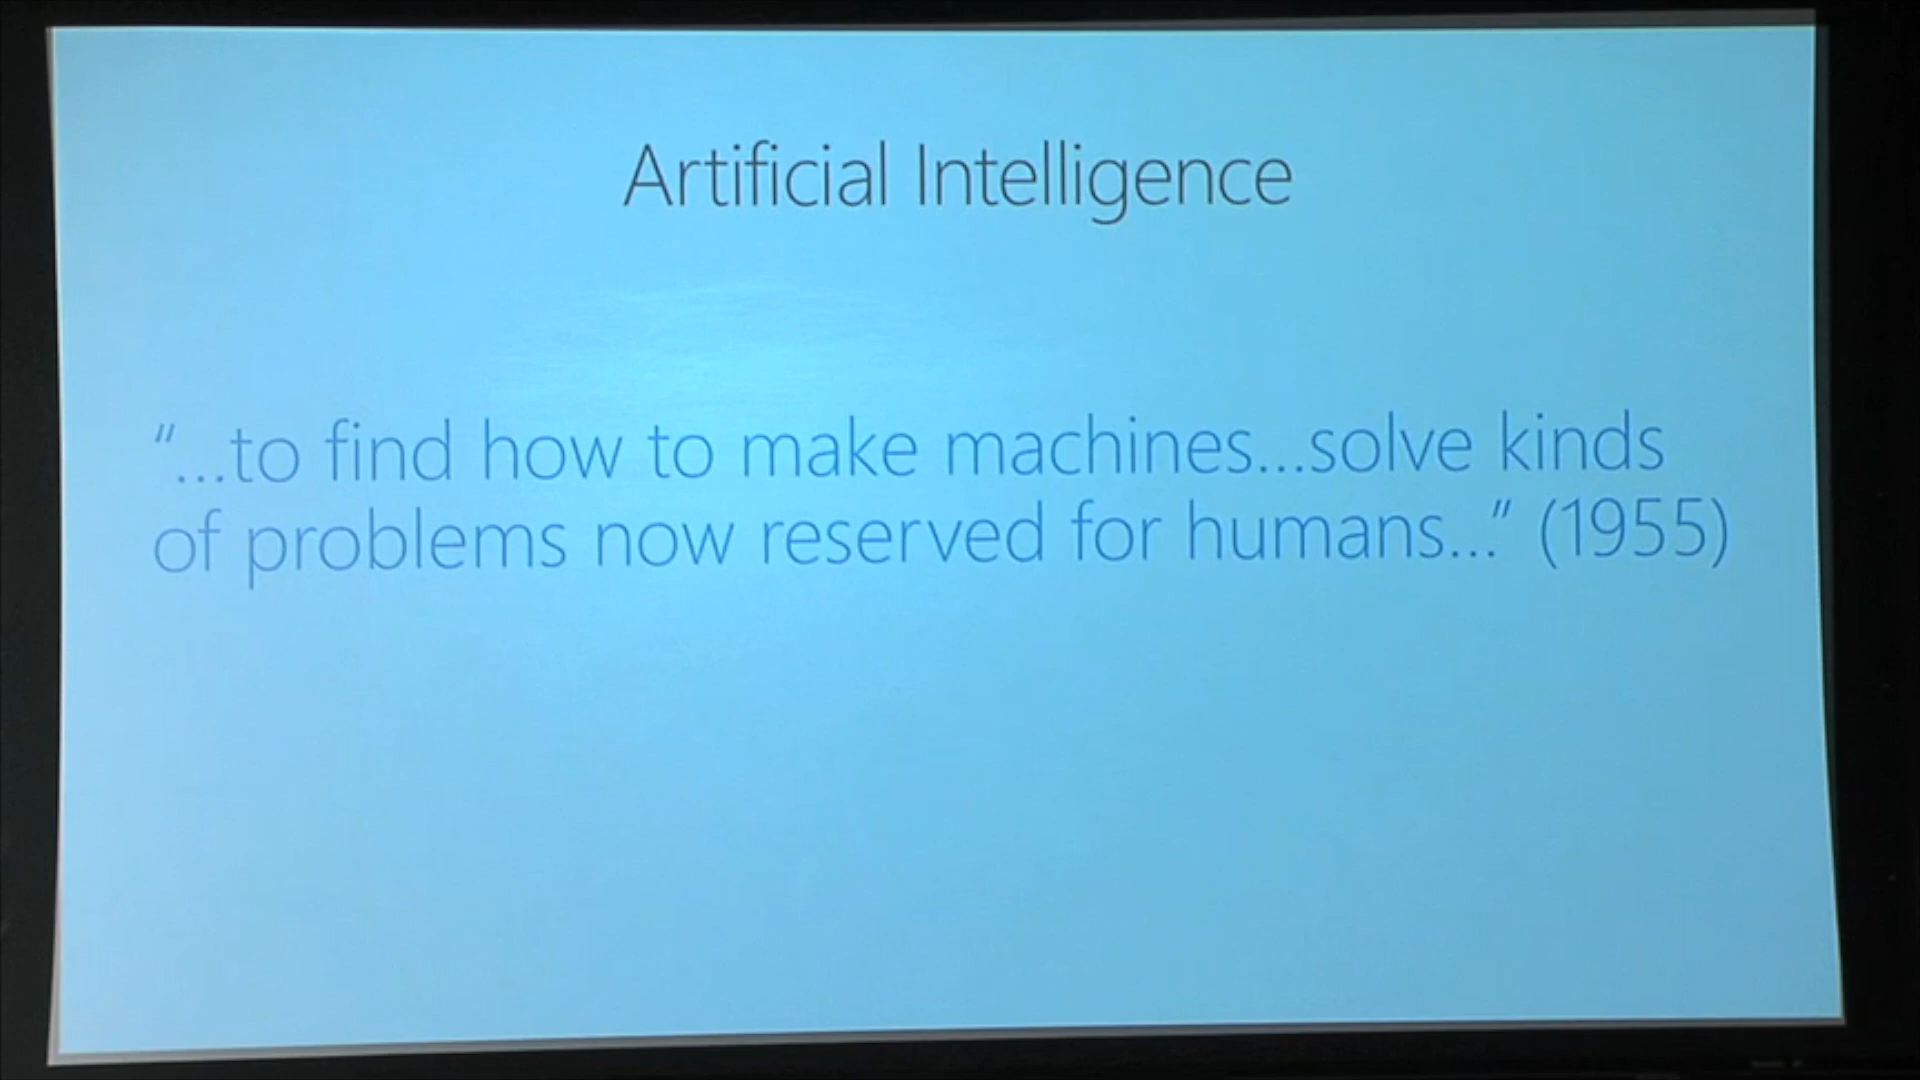 Artificial Intelligence
“...to find how to make machines...solve kinds
of problems now reserved for humans...” (1955)